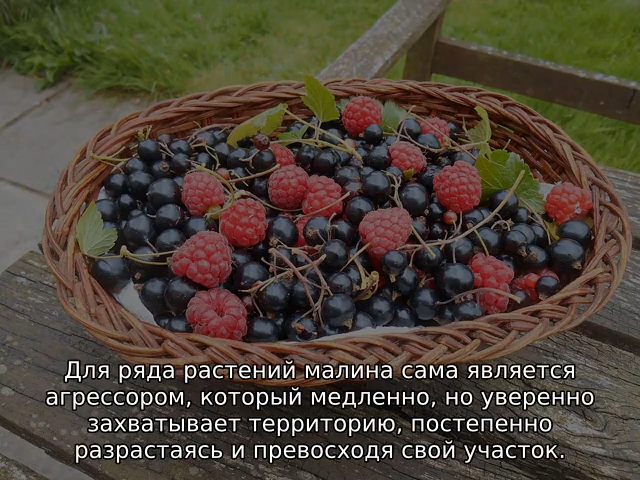 Для ряда растений малина сама является
агрессором, который медленно, но уверенно
захватывает территорию, постепенно
разрастаясь и превосходя свой участок.